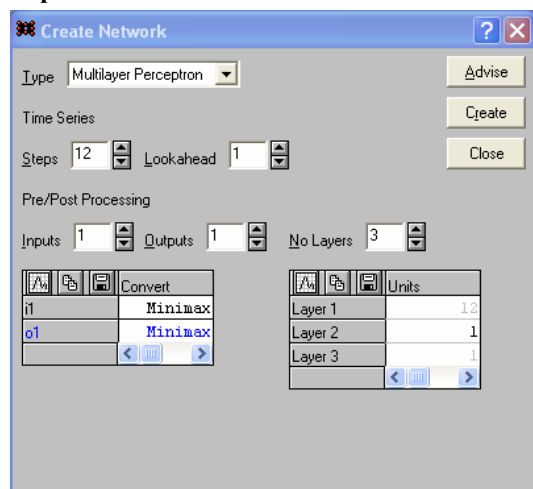 Create Network
Type Multilayer Perceptron
Advise
Time Series
Create
Steps 12 Lookahead 1
Close
Pre/Post Processing
Inputs 1 Outputs 1 No Layers 3
Convert
i1 Minimax
o1 Minimax
Units
Layer 1 12
Layer 2 1
Layer 3 1